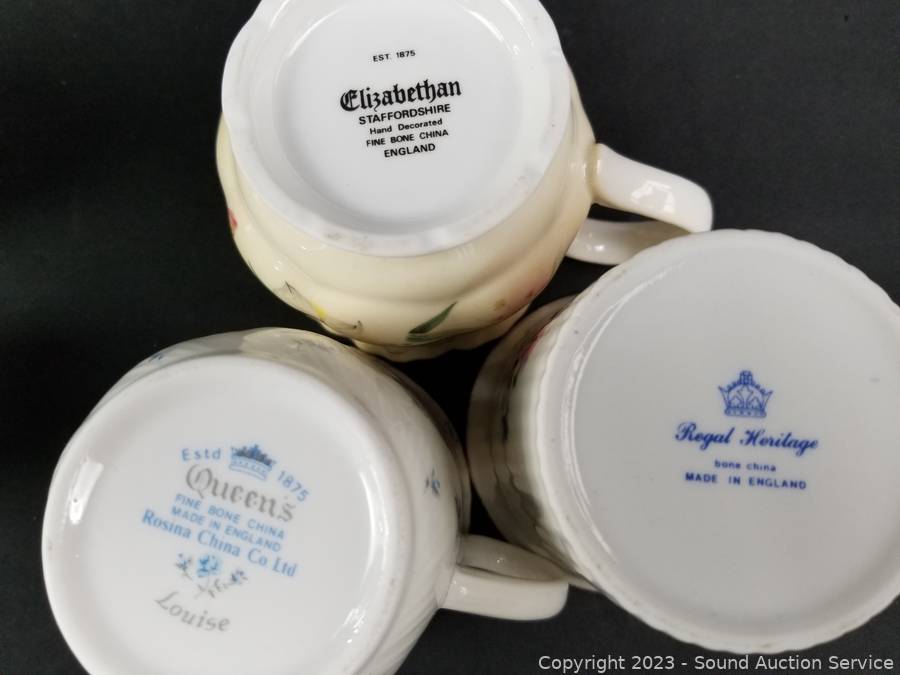 EST. 1875
Elizabethan
STAFFORDSHIRE
Hand Decorated
FINE BONE CHINA
ENGLAND
Regal Heritage
bone china
MADE IN ENGLAND
Estd 1875
Queen's
FINE BONE CHINA
MADE IN ENGLAND
Rosina China Co Ltd
Louise
Copyright 2023 - Sound Auction Service